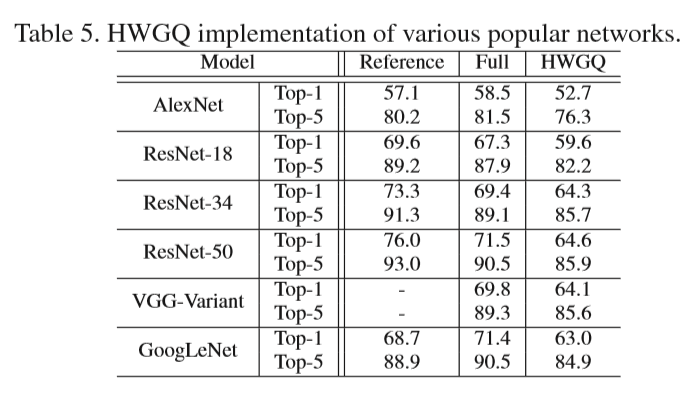 Table 5. HWGQ implementation of various popular networks.
Model Reference Full HWGQ
AlexNet Top-1 57.1 58.5 52.7
Top-5 80.2 81.5 76.3
ResNet-18 Top-1 69.6 67.3 59.6
Top-5 89.2 87.9 82.2
ResNet-34 Top-1 73.3 69.4 64.3
Top-5 91.3 89.1 85.7
ResNet-50 Top-1 76.0 71.5 64.6
Top-5 93.0 90.5 85.9
VGG-Variant Top-1 - 69.8 64.1
Top-5 - 89.3 85.6
GoogLeNet Top-1 68.7 71.4 63.0
Top-5 88.9 90.5 84.9